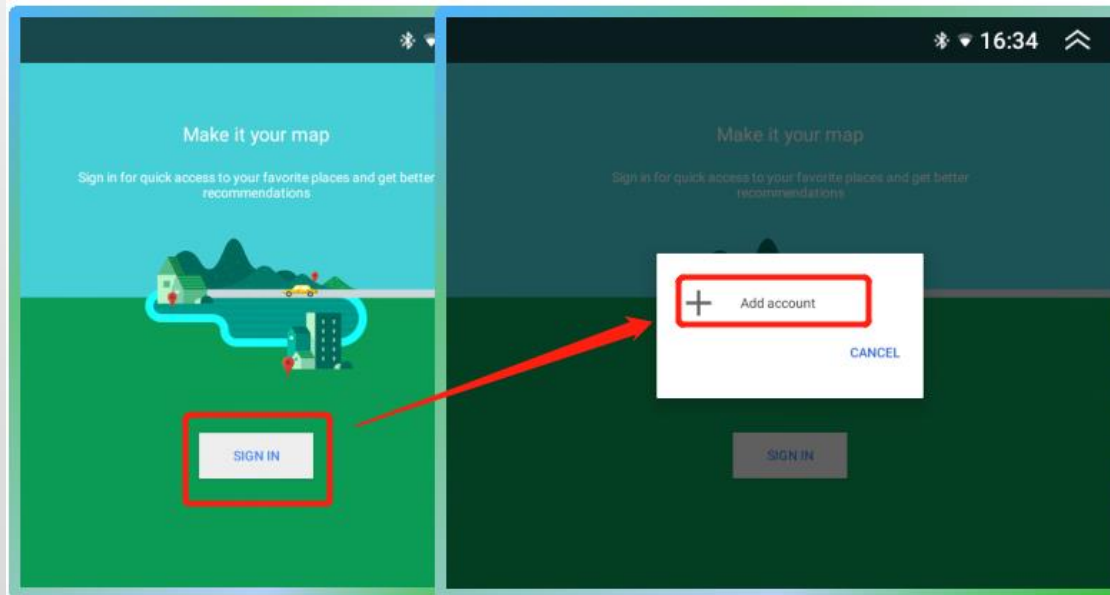 Make it your map
Sign in for quick access to your favorite places and get better
recommendations
SIGN IN
16:34
Make it your map
Sign in for quick access to your favorite places and get better
recommendations
Add account
CANCEL
SIGN IN